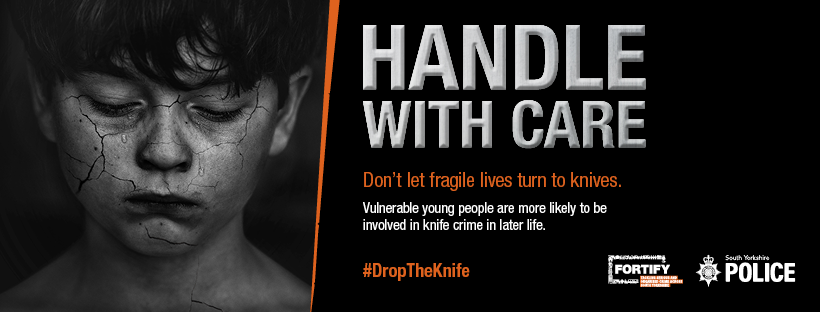 HANDLE
WITH CARE
Don't let fragile lives turn to knives.
Vulnerable young people are more likely to be
involved in knife crime in later life.
#DropTheKnife
FORTIFY
South Yorkshire
POLICE